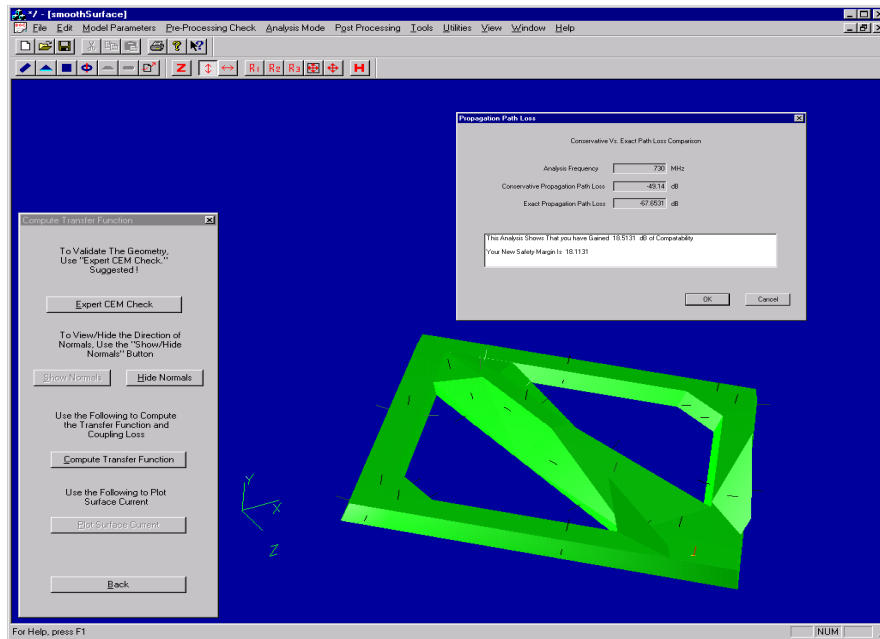 */ - [smoothSurface]
File Edit Model Parameters Pre-Processing Check Analysis Mode Post Processing Tools Utilities View Window Help
Z R1 R2 R3 H
Propagation Path Loss
Conservative Vs. Exact Path Loss Comparison
Analysis Frequency 730 MHz
Conservative Propagation Path Loss -49.14 dB
Exact Propagation Path Loss -67.6531 dB
This Analysis Shows That you have Gained 18.5131 dB of Compatability
Your New Safety Margin Is 18.1131
OK Cancel
Compute Transfer Function
To Validate The Geometry,
Use "Expert CEM Check."
Suggested !
Expert CEM Check
To View/Hide the Direction of
Normals, Use the "Show/Hide
Normals" Button
Show Normals Hide Normals
Use the Following to Compute
the Transfer Function and
Coupling Loss
Compute Transfer Function
Use the Following to Plot
Surface Current
Plot Surface Current
Back
Y
X
Z
For Help, press F1
NUM